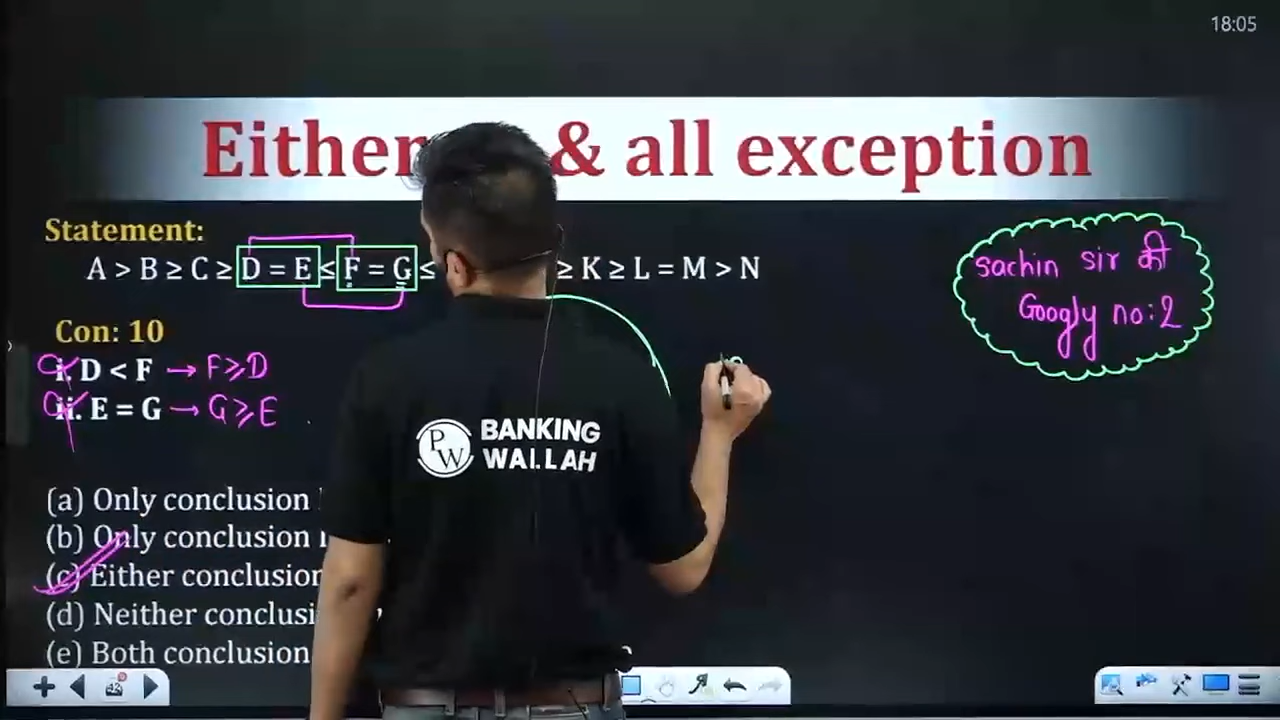 18:05
Either & all exception
Statement:
A > B ≥ C ≥ D = E ≤ F = G ≤ ≥ K ≥ L = M > N
Sachin sir की
Googly no:2
Con: 10
i. D < F → F ≥ D
ii. E = G → G ≥ E
PW BANKING
WALLAH
(a) Only conclusion
(b) Only conclusion
(c) Either conclusion
(d) Neither
(e) Both conclusion